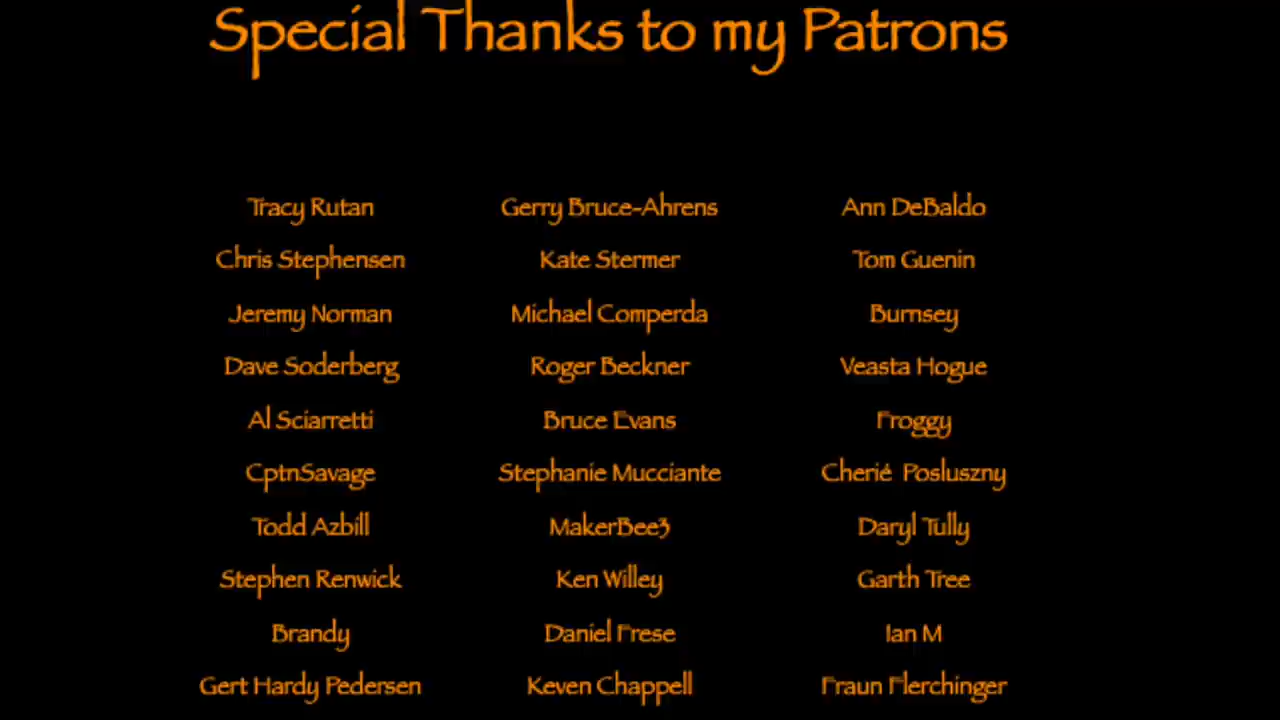 Special Thanks to my Patrons
Tracy Rutan Gerry Bruce-Ahrens Ann DeBaldo
Chris Stephensen Kate Stermer Tom Guenin
Jeremy Norman Michael Comperda Burnsey
Dave Soderberg Roger Beckner Veasta Hogue
Al Sciarretti Bruce Evans Froggy
CptnSavage Stephanie Mucciante Cherié Posluszny
Todd Azbill MakerBee3 Daryl Tully
Stephen Renwick Ken Willey Garth Tree
Brandy Daniel Frese Ian M
Gert Hardy Pedersen Keven Chappell Fraun Flerchinger